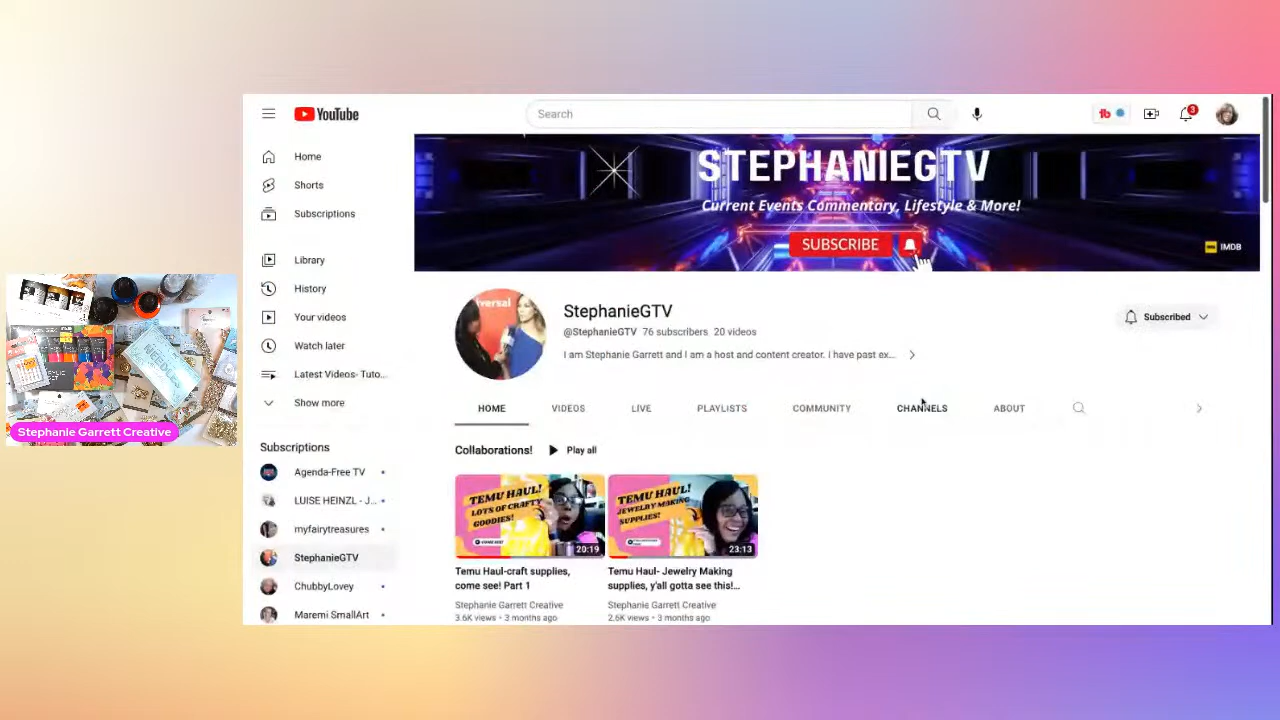 YouTube
Search
3
Home
Shorts
Subscriptions
Library
History
Your videos
Watch later
Latest Videos- Tuto...
Show more
Subscriptions
Agenda-Free TV
LUISE HEINZL - J...
myfairytreasures
StephanieGTV
ChubbyLovey
Maremi SmallArt
STEPHANIEGTV
Current Events Commentary, Lifestyle & More!
SUBSCRIBE
IMDB
versal
StephanieGTV
@StephanieGTV 76 subscribers 20 videos
I am Stephanie Garrett and I am a host and content creator. I have past ex...
Subscribed
HOME VIDEOS LIVE PLAYLISTS COMMUNITY CHANNELS ABOUT
Collaborations! Play all
TEMU HAUL!
LOTS OF CRAFTY
GOODIES!
20:19
TEMU HAUL!
JEWELRY MAKING
SUPPLIES!
23:13
Temu Haul-craft supplies,
come see! Part 1
Stephanie Garrett Creative
3.6K views • 3 months ago
Temu Haul- Jewelry Making
supplies, y'all gotta see this!...
Stephanie Garrett Creative
2.6K views • 3 months ago
Stephanie Garrett Creative